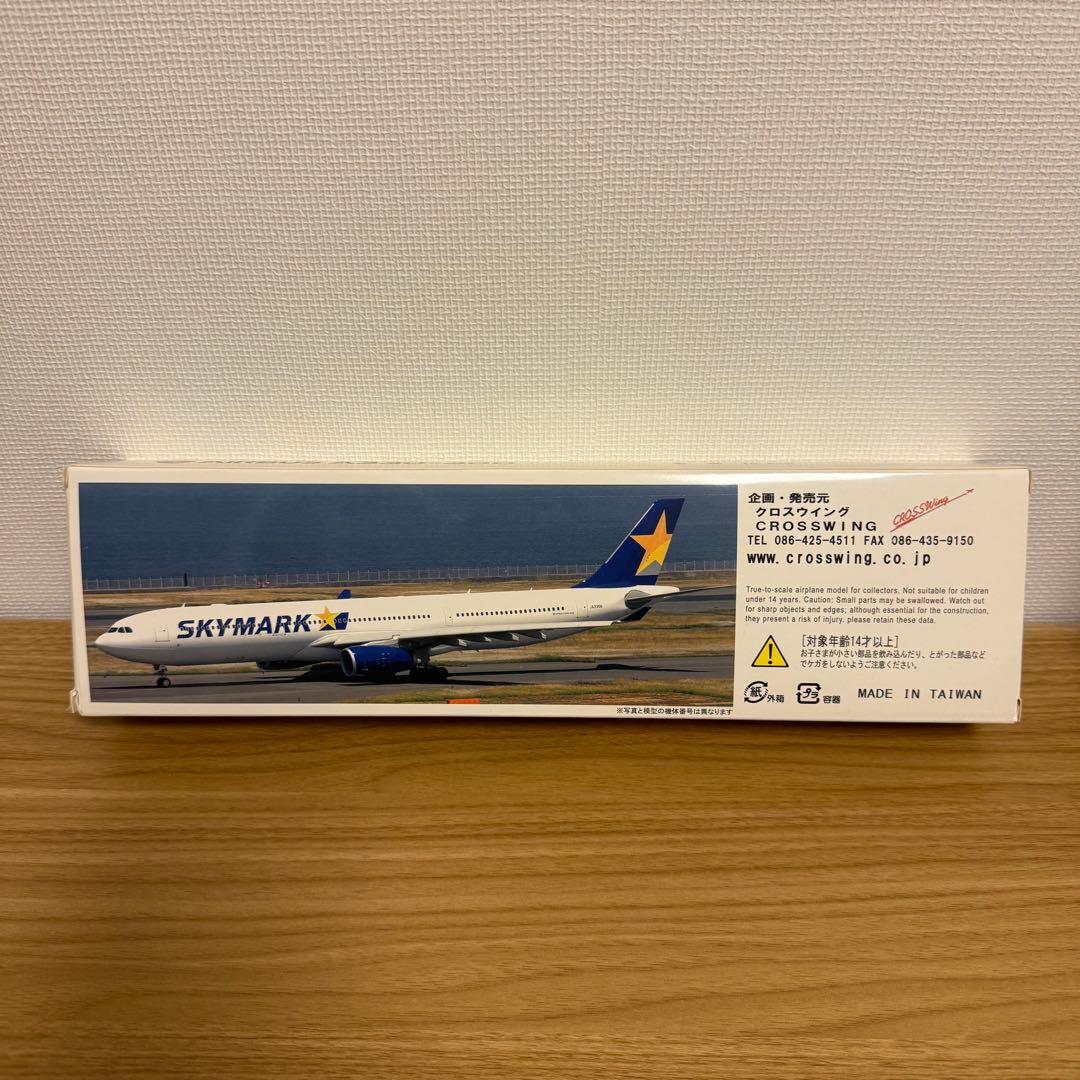 SKYMARK
企画・発売元
クロスウイング
CROSSWING
CROSSWing
TEL 086-425-4511 FAX 086-435-9150
www.crosswing.co.jp
True-to-scale airplane model for collectors. Not suitable for children
under 14 years. Caution: Small parts may be swallowed. Watch out
for sharp objects and edges; although essential for the construction,
they present a risk of injury. please retain these data.
[対象年齢14才以上]
お子さまが小さい部品を飲み込んだり、とがった部品など
でケガをしないようご注意ください。
紙 外箱 プラ 容器 MADE IN TAIWAN
※写真と模型の機体番号は異なります